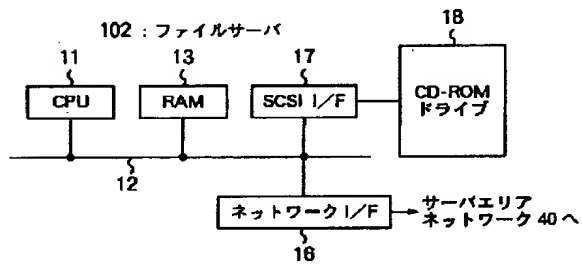 102 : ファイルサーバ
11
13
17
18
CPU
RAM
SCSI I/F
CD-ROM
ドライブ
12
ネットワーク I/F
サーバエリア
ネットワーク 40 へ
16